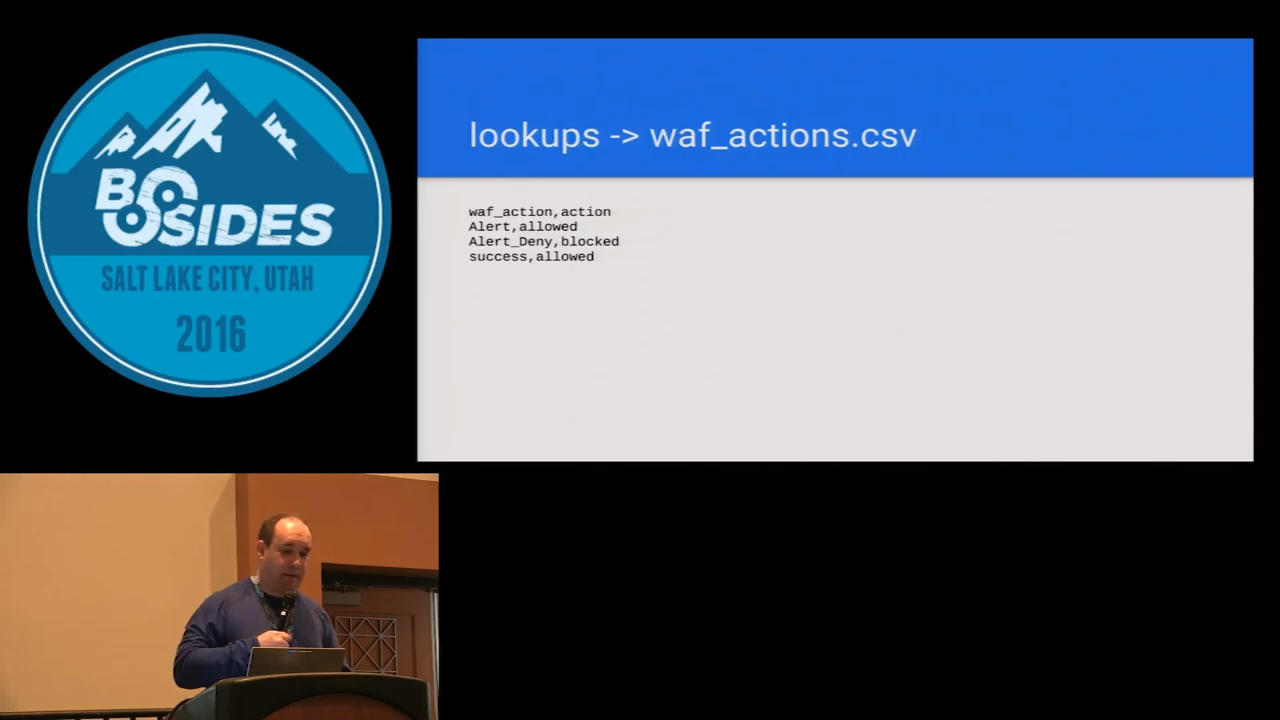 BSIDES
SALT LAKE CITY, UTAH
2016
lookups -> waf_actions.csv
waf_action,action
Alert,allowed
Alert_Deny,blocked
success,allowed